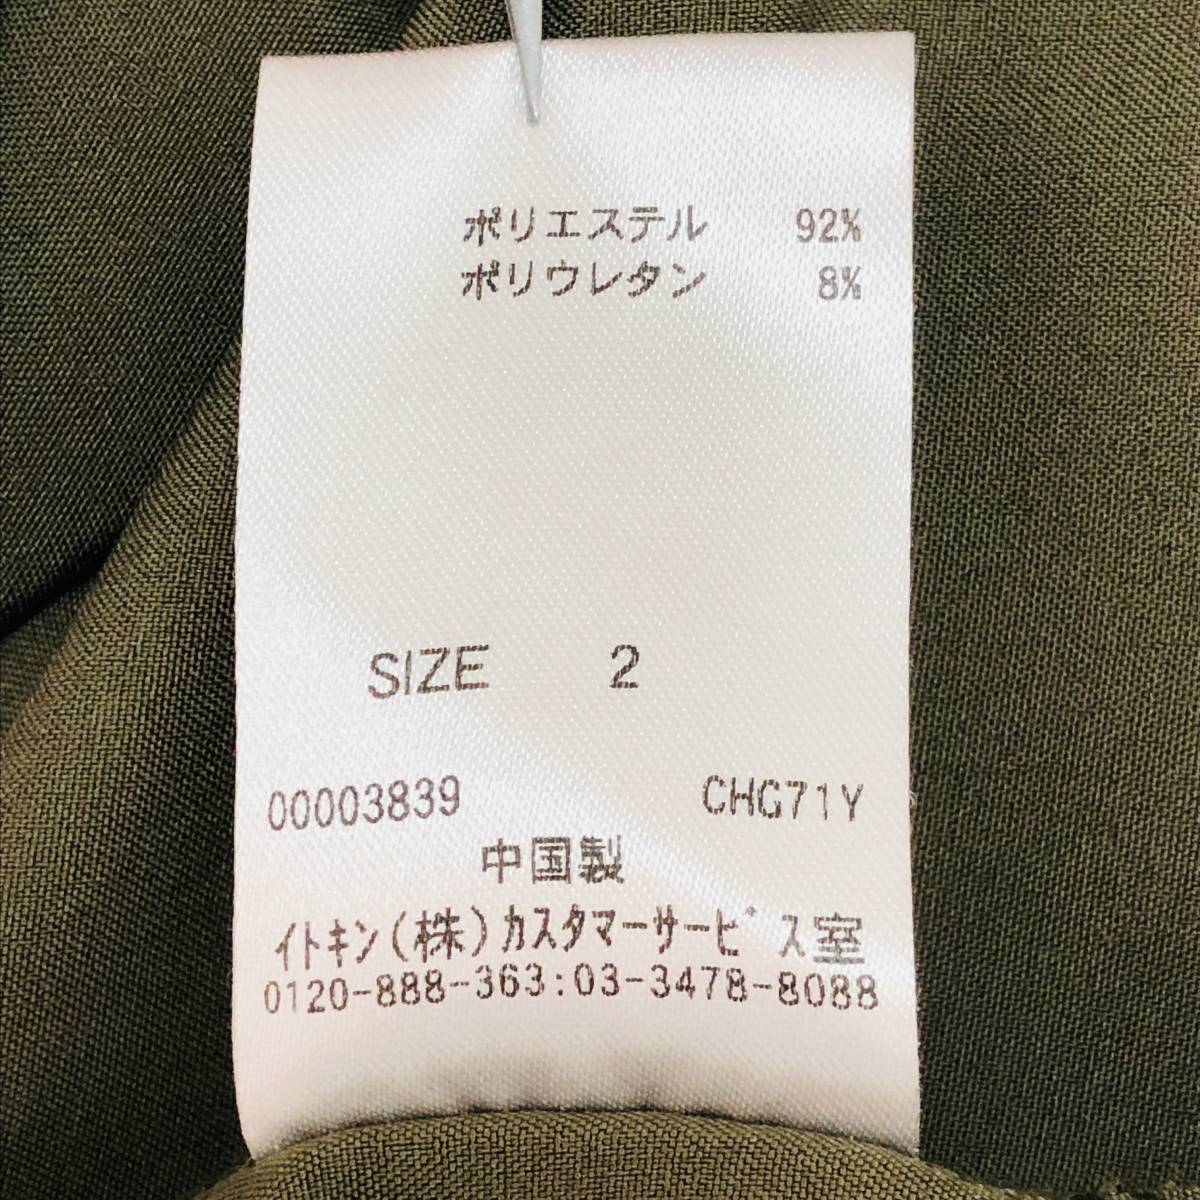 ポリエステル 92%
ポリウレタン 8%
SIZE 2
00003839 CHG71Y
中国製
ｲﾄｷﾝ(株)ｶｽﾀﾏｰｻｰﾋﾞｽ室
0120-888-363:03-3478-8088